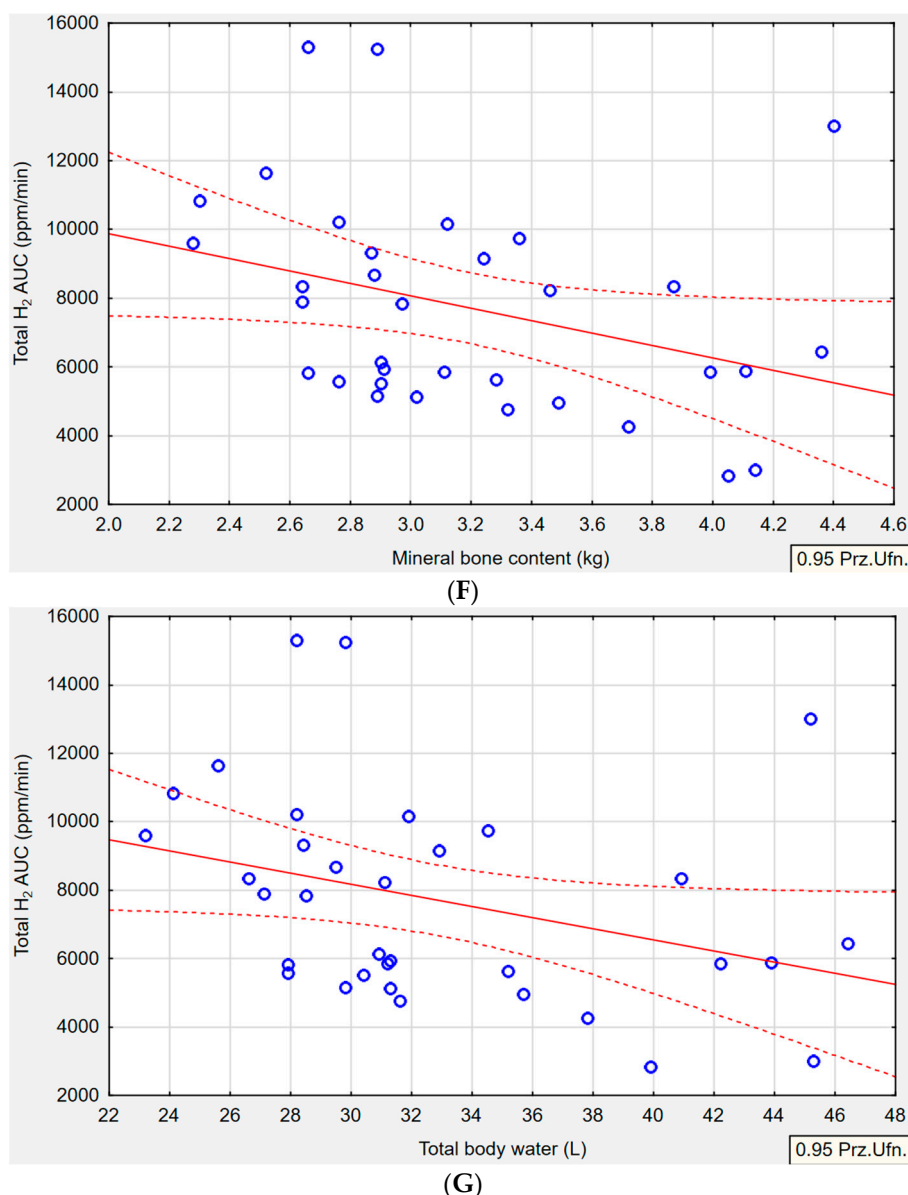 16000
14000
12000
10000
8000
6000
4000
2000
Total H₂ AUC (ppm/min)
2.0 2.2 2.4 2.6 2.8 3.0 3.2 3.4 3.6 3.8 4.0 4.2 4.4 4.6
Mineral bone content (kg)
0.95 Prz.Ufn.
(F)
16000
14000
12000
10000
8000
6000
4000
2000
Total H₂ AUC (ppm/min)
22 24 26 28 30 32 34 36 38 40 42 44 46 48
Total body water (L)
0.95 Prz.Ufn.
(G)